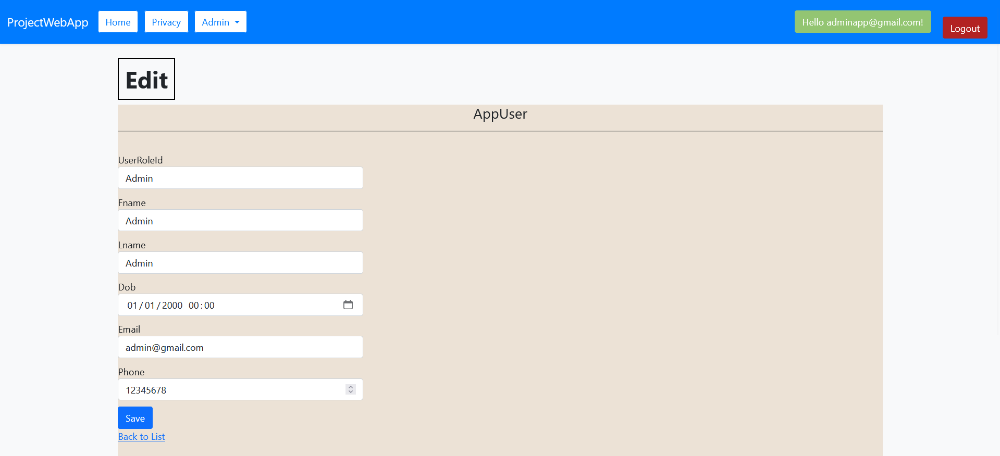 ProjectWebApp Home Privacy Admin Hello adminapp@gmail.com! Logout
Edit
AppUser
UserRoleId
Admin
Fname
Admin
Lname
Admin
Dob
01/01/2000 00:00
Email
admin@gmail.com
Phone
12345678
Save
Back to List